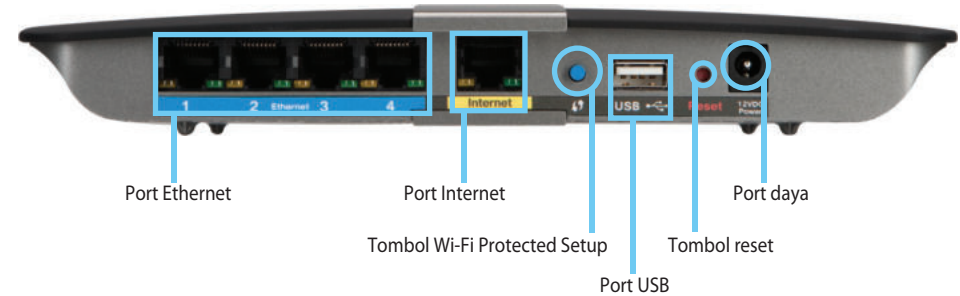 1 2 Ethernet 3 4
Internet
USB
Reset
12VDC
Power
Port Ethernet
Port Internet
Port daya
Tombol Wi-Fi Protected Setup
Tombol reset
Port USB